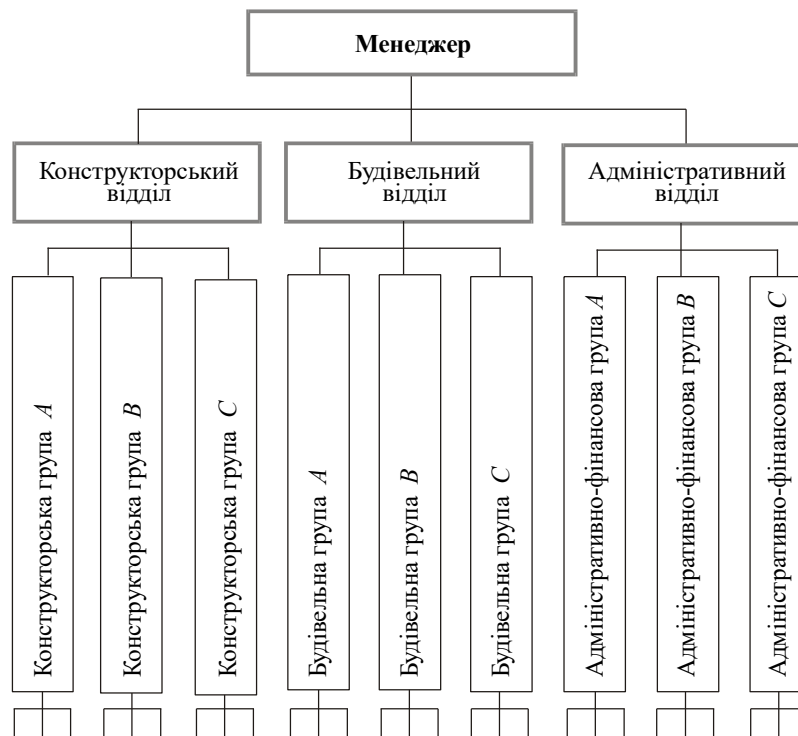 Менеджер
Конструкторський
відділ
Будівельний
відділ
Адміністративний
відділ
Конструкторська група A
Конструкторська група B
Конструкторська група C
Будівельна група A
Будівельна група B
Будівельна група C
Адміністративно-фінансова група A
Адміністративно-фінансова група B
Адміністративно-фінансова група C